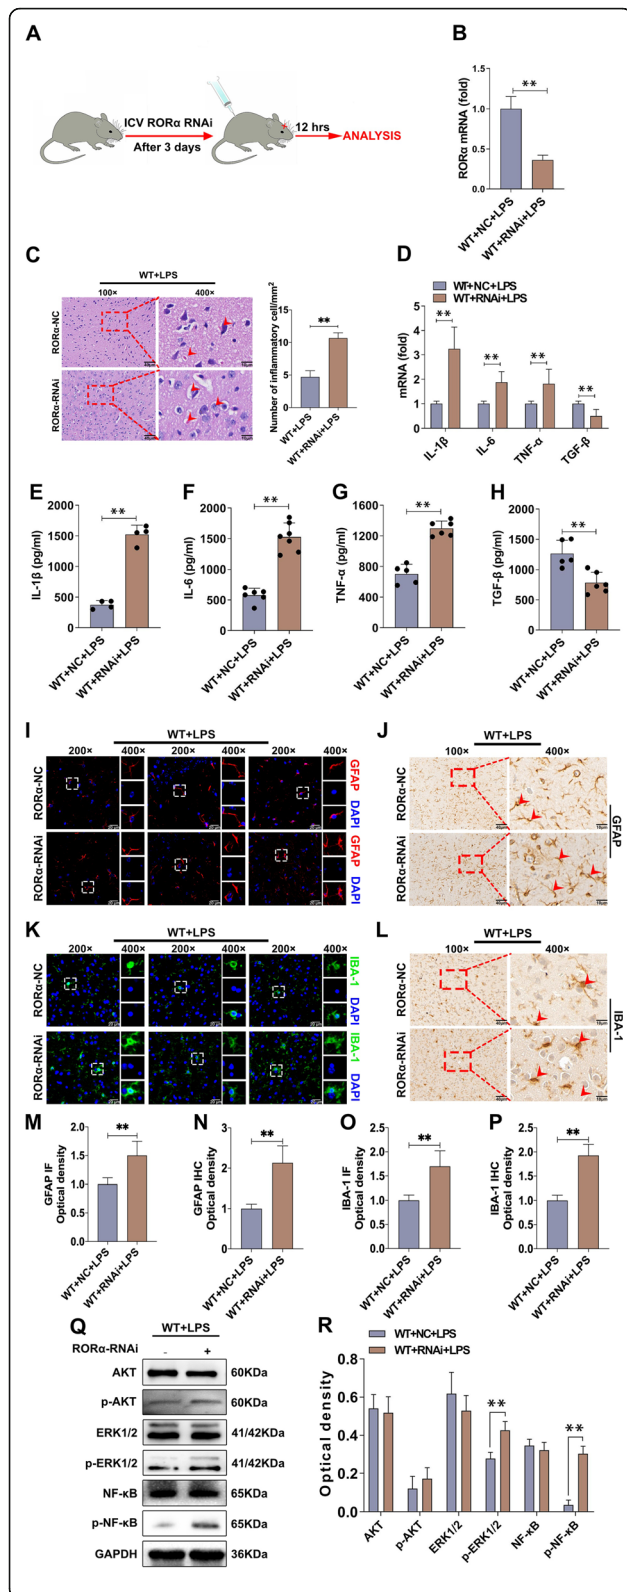 A
ICV RORα RNAi
After 3 days
12 hrs
ANALYSIS
B
RORα mRNA (fold)
1.5
1.0
0.5
0.0
**
WT+NC+LPS
WT+RNAi+LPS
C
WT+LPS
100×
400×
RORα-NC
RORα-RNAi
Number of inflammatory cell/mm²
15
10
5
0
**
WT+LPS
WT+RNAi+LPS
D
WT+NC+LPS
WT+RNAi+LPS
mRNA (fold)
5
4
3
2
1
0
**
**
**
**
IL-1β
IL-6
TNF-α
TGF-β
E
IL-1β (pg/ml)
2000
1500
1000
500
0
**
WT+NC+LPS
WT+RNAi+LPS
F
IL-6 (pg/ml)
2000
1500
1000
500
0
**
WT+NC+LPS
WT+RNAi+LPS
G
TNF-α (pg/ml)
1600
1200
800
400
0
**
WT+NC+LPS
WT+RNAi+LPS
H
TGF-β (pg/ml)
2000
1500
1000
500
0
**
WT+NC+LPS
WT+RNAi+LPS
I
WT+LPS
200×
400×
200×
400×
200×
400×
RORα-NC
RORα-RNAi
GFAP
DAPI
GFAP
DAPI
J
WT+LPS
100×
400×
RORα-NC
RORα-RNAi
GFAP
K
WT+LPS
200×
400×
200×
400×
200×
400×
RORα-NC
RORα-RNAi
IBA-1
DAPI
IBA-1
DAPI
L
WT+LPS
100×
400×
RORα-NC
RORα-RNAi
IBA-1
M
GFAP IF
Optical density
2.0
1.5
1.0
0.5
0.0
**
WT+NC+LPS
WT+RNAi+LPS
N
GFAP IHC
Optical density
3
2
1
0
**
WT+NC+LPS
WT+RNAi+LPS
O
IBA-1 IF
Optical density
2.5
2.0
1.5
1.0
0.5
0.0
**
WT+NC+LPS
WT+RNAi+LPS
P
IBA-1 IHC
Optical density
2.5
2.0
1.5
1.0
0.5
0.0
**
WT+NC+LPS
WT+RNAi+LPS
Q
WT+LPS
RORα-RNAi - +
AKT 60KDa
p-AKT 60KDa
ERK1/2 41/42KDa
p-ERK1/2 41/42KDa
NF-κB 65KDa
p-NF-κB 65KDa
GAPDH 36KDa
R
WT+NC+LPS
WT+RNAi+LPS
Optical density
0.8
0.6
0.4
0.2
0.0
**
**
AKT
p-AKT
ERK1/2
p-ERK1/2
NF-κB
p-NF-κB